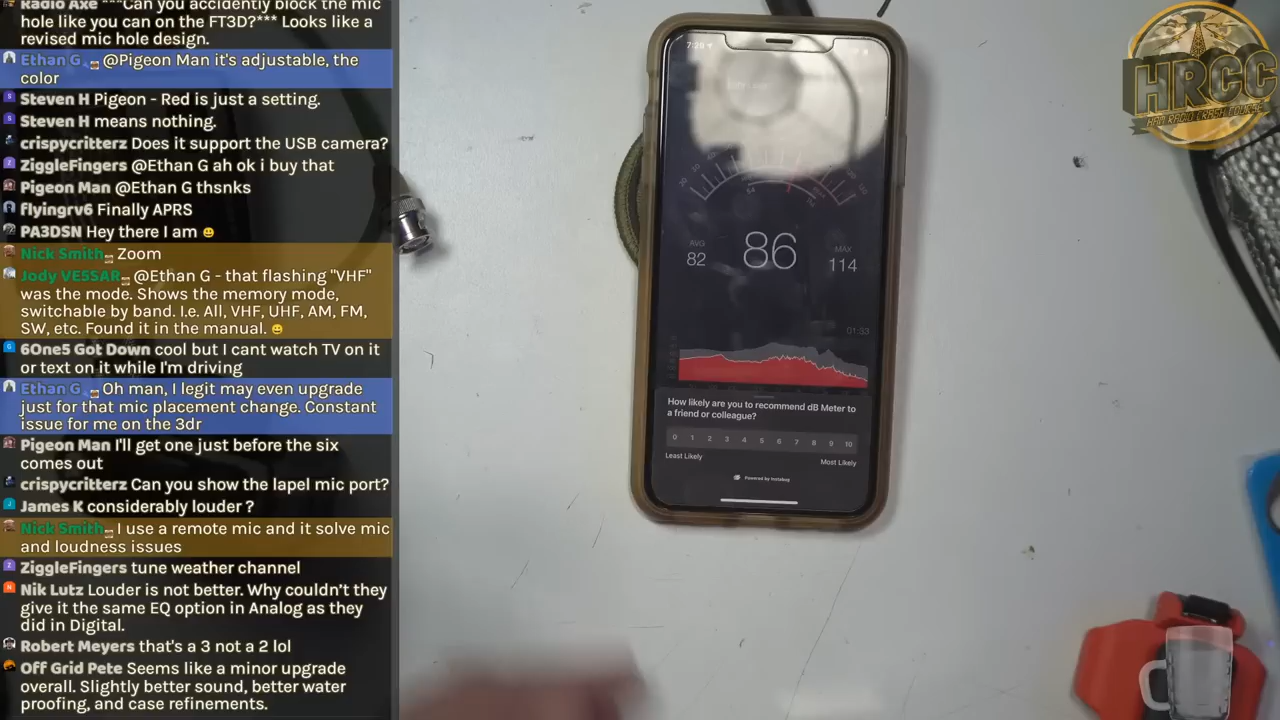 Radio Axe ***Can you accidently block the mic
hole like you can on the FT3D?*** Looks like a
revised mic hole design.
Ethan G @Pigeon Man it's adjustable, the
color
Steven H Pigeon - Red is just a setting.
Steven H means nothing.
crispycritterz Does it support the USB camera?
ZiggleFingers @Ethan G ah ok i buy that
Pigeon Man @Ethan G thsnks
flyingrv6 Finally APRS
PA3DSN Hey there I am 😀
Nick Smith Zoom
Jody VE5SAR @Ethan G - that flashing "VHF"
was the mode. Shows the memory mode,
switchable by band. I.e. All, VHF, UHF, AM, FM,
SW, etc. Found it in the manual. 😀
6One5 Got Down cool but I cant watch TV on it
or text on it while I'm driving
Ethan G Oh man, I legit may even upgrade
just for that mic placement change. Constant
issue for me on the 3dr
Pigeon Man I'll get one just before the six
comes out
crispycritterz Can you show the lapel mic port?
James K considerably louder ?
Nick Smith I use a remote mic and it solve mic
and loudness issues
ZiggleFingers tune weather channel
Nik Lutz Louder is not better. Why couldn't they
give it the same EQ option in Analog as they
did in Digital.
Robert Meyers that's a 3 not a 2 lol
Off Grid Pete Seems like a minor upgrade
overall. Slightly better sound, better water
proofing, and case refinements.
AVG
82
86
MAX
114
01:33
How likely are you to recommend dB Meter to
a friend or colleague?
0 1 2 3 4 5 6 7 8 9 10
Least Likely
Most Likely
Powered by Instabug
HRCC
HAM RADIO CRASH COURSE